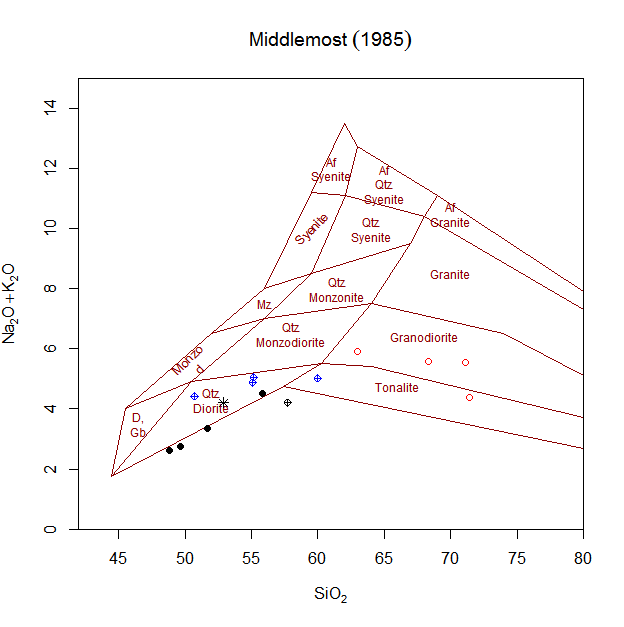 Middlemost (1985)
Na₂O+K₂O
14
12
10
8
6
4
2
0
Af
Syenite
Af
Qtz
Syenite
Af
Granite
Syenite
Qtz
Syenite
Granite
Qtz
Monzonite
Mz
Qtz
Monzodiorite
Granodiorite
Monzo
d
Tonalite
Qtz
Diorite
D,
Gb
45
50
55
60
65
70
75
80
SiO₂